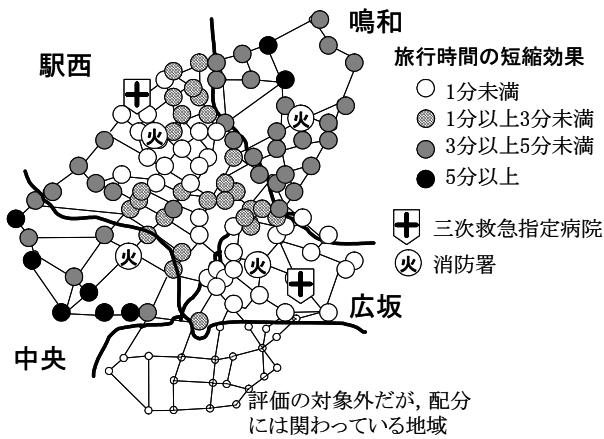 鳴和
駅西
旅行時間の短縮効果
1分未満
1分以上3分未満
3分以上5分未満
5分以上
三次救急指定病院
火 消防署
火
火
火
火
広坂
中央
評価の対象外だが，配分
には関わっている地域